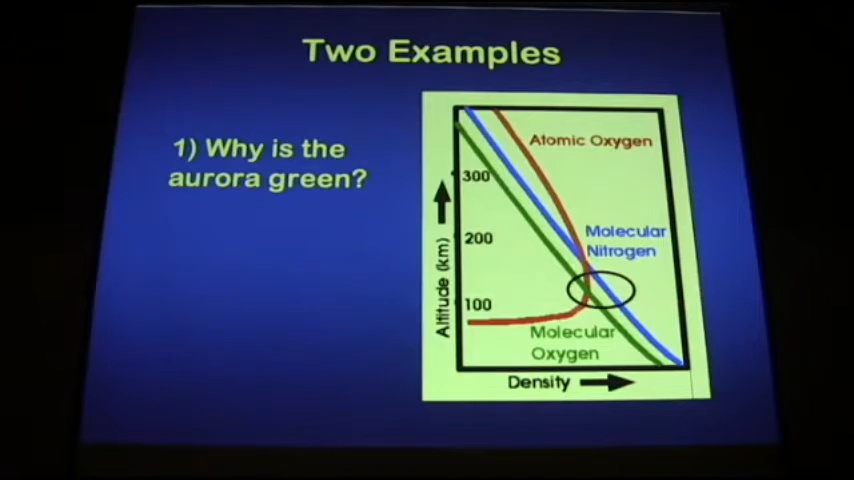 Two Examples
1) Why is the
aurora green?
Atomic Oxygen
300
Molecular
Nitrogen
200
100
Altitude (km)
Molecular
Oxygen
Density